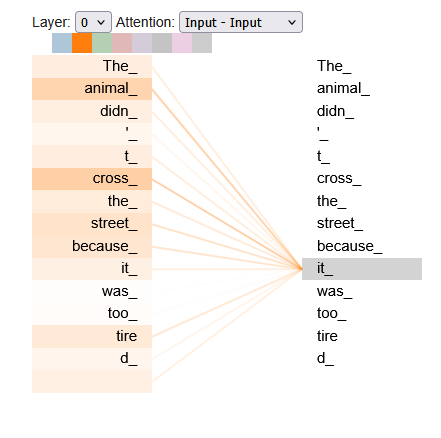 Layer: 0 Attention: Input - Input
The_ The_
animal_ animal_
didn_ didn_
'_ '_
t_ t_
cross_ cross_
the_ the_
street_ street_
because_ because_
it_ it_
was_ was_
too_ too_
tire tire
d_ d_